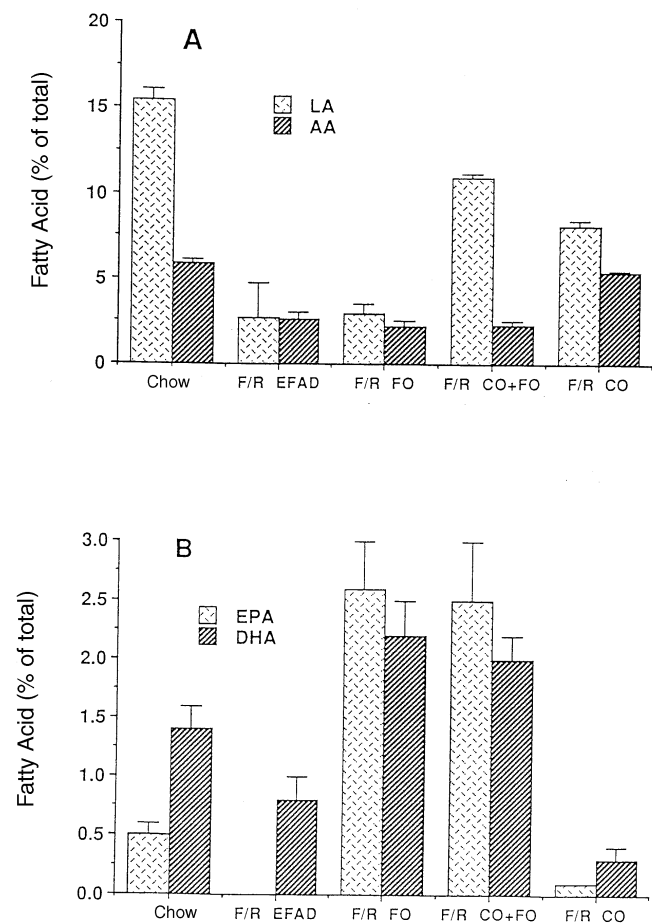 A
Fatty Acid (% of total)
20
15
10
5
0
LA
AA
Chow
F/R EFAD
F/R FO
F/R CO+FO
F/R CO
B
Fatty Acid (% of total)
3.0
2.5
2.0
1.5
1.0
0.5
0.0
EPA
DHA
Chow
F/R EFAD
F/R FO
F/R CO+FO
F/R CO